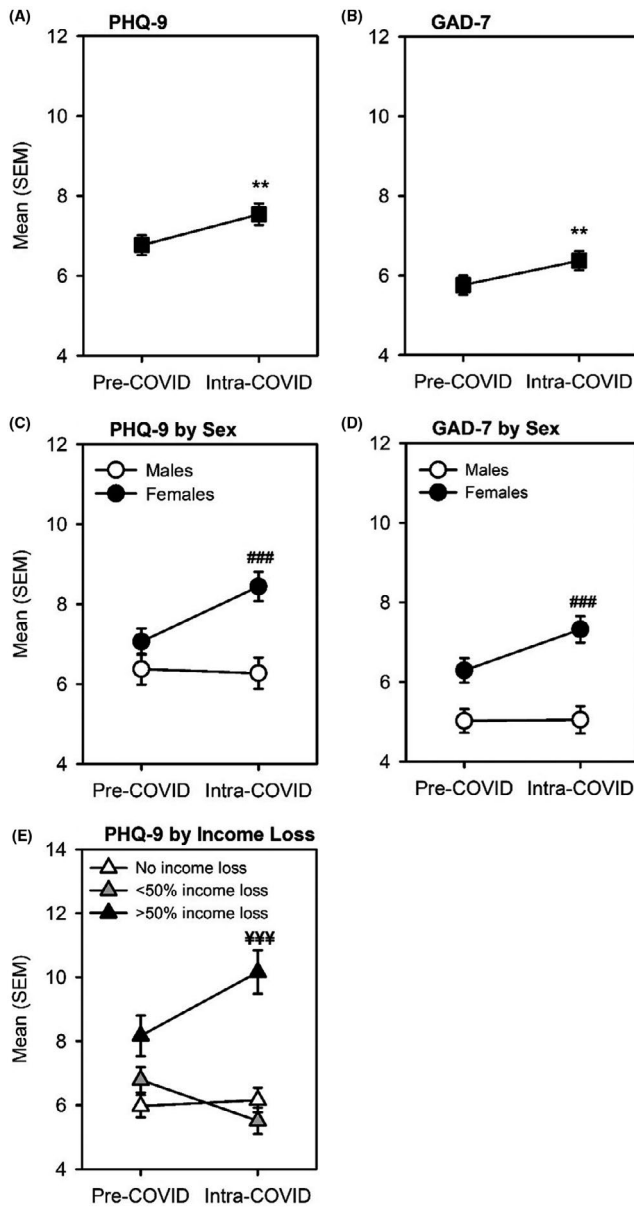 (A) PHQ-9
12
10
8
6
4
Mean (SEM)
**
Pre-COVID Intra-COVID
(B) GAD-7
12
10
8
6
4
**
Pre-COVID Intra-COVID
(C) PHQ-9 by Sex
12
10
8
6
4
Mean (SEM)
Males
Females
###
Pre-COVID Intra-COVID
(D) GAD-7 by Sex
12
10
8
6
4
Males
Females
###
Pre-COVID Intra-COVID
(E) PHQ-9 by Income Loss
14
12
10
8
6
4
Mean (SEM)
No income loss
<50% income loss
>50% income loss
¥¥¥
Pre-COVID Intra-COVID